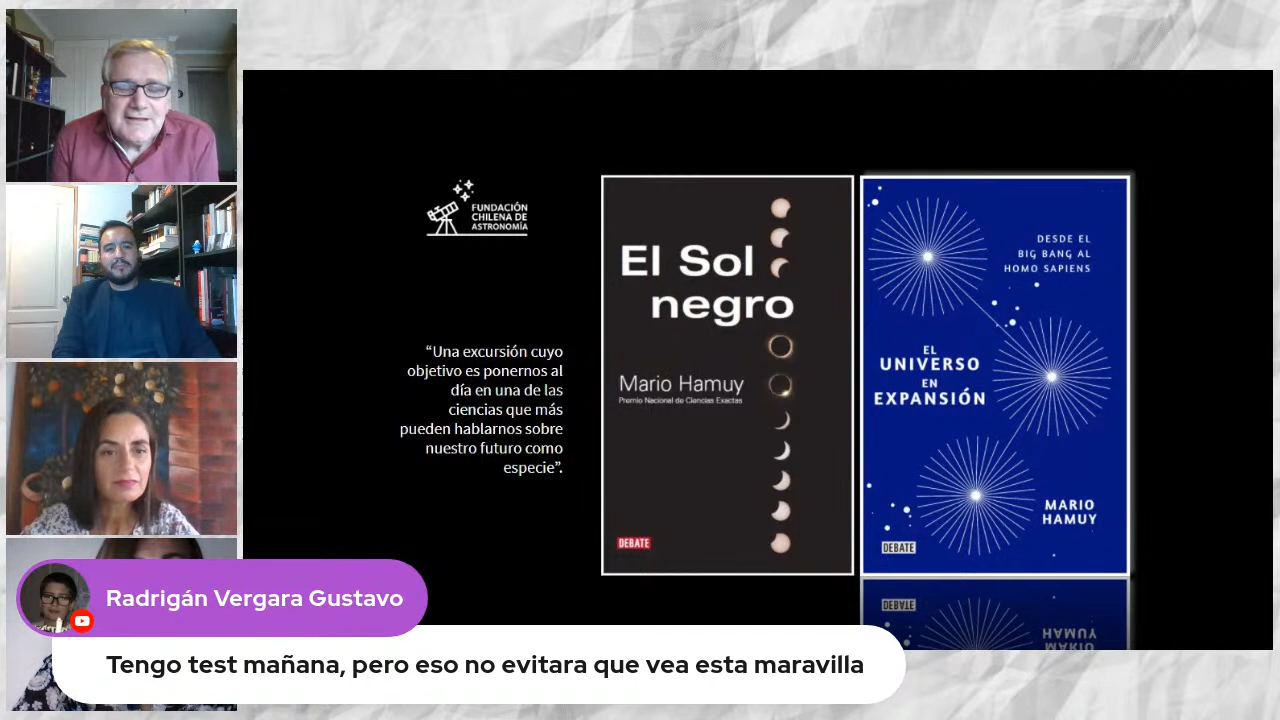 FUNDACIÓN
CHILENA DE
ASTRONOMÍA
“Una excursión cuyo
objetivo es ponernos al
día en una de las
ciencias que más
pueden hablarnos sobre
nuestro futuro como
especie”.
El Sol
negro
Mario Hamuy
Premio Nacional de Ciencias Exactas
DEBATE
DESDE EL
BIG BANG AL
HOMO SAPIENS
EL
UNIVERSO
EN
EXPANSIÓN
MARIO
HAMUY
DEBATE
DEBATE
HAMUY
MARIO
Radrigán Vergara Gustavo
Tengo test mañana, pero eso no evitara que vea esta maravilla